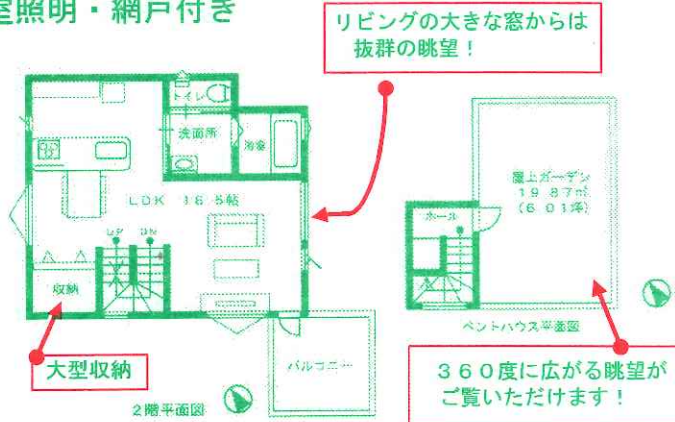 室照明・網戸付き
リビングの大きな窓からは
抜群の眺望！
トイレ
洗面所
浴室
LDK 16.5帖
UP DN
収納
大型収納
バルコニー
2階平面図
ホール
屋上ガーデン
19.87㎡
(6.01坪)
ペントハウス平面図
360度に広がる眺望が
ご覧いただけます！